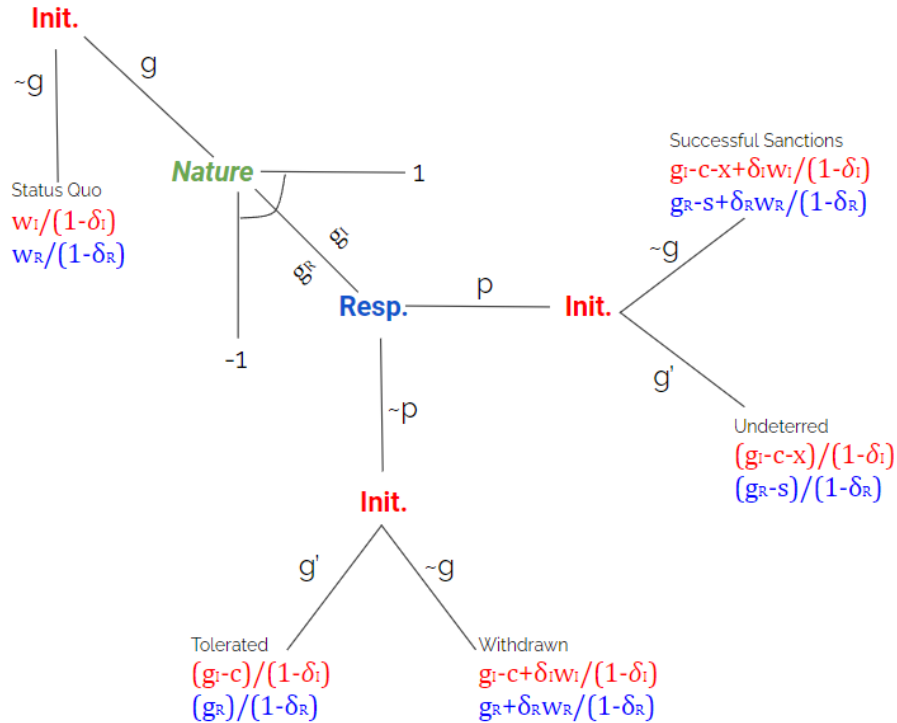 Init.
~g
g
Nature
1
-1
gᵢ
gᴿ
Status Quo
wᵢ/(1-δᵢ)
wᴿ/(1-δᴿ)
Resp.
p
Init.
~g
Successful Sanctions
gᵢ-c-x+δᵢwᵢ/(1-δᵢ)
gᴿ-s+δᴿwᴿ/(1-δᴿ)
g'
Undeterred
(gᵢ-c-x)/(1-δᵢ)
(gᴿ-s)/(1-δᴿ)
~p
Init.
g'
~g
Tolerated
(gᵢ-c)/(1-δᵢ)
(gᴿ)/(1-δᴿ)
Withdrawn
gᵢ-c+δᵢwᵢ/(1-δᵢ)
gᴿ+δᴿwᴿ/(1-δᴿ)